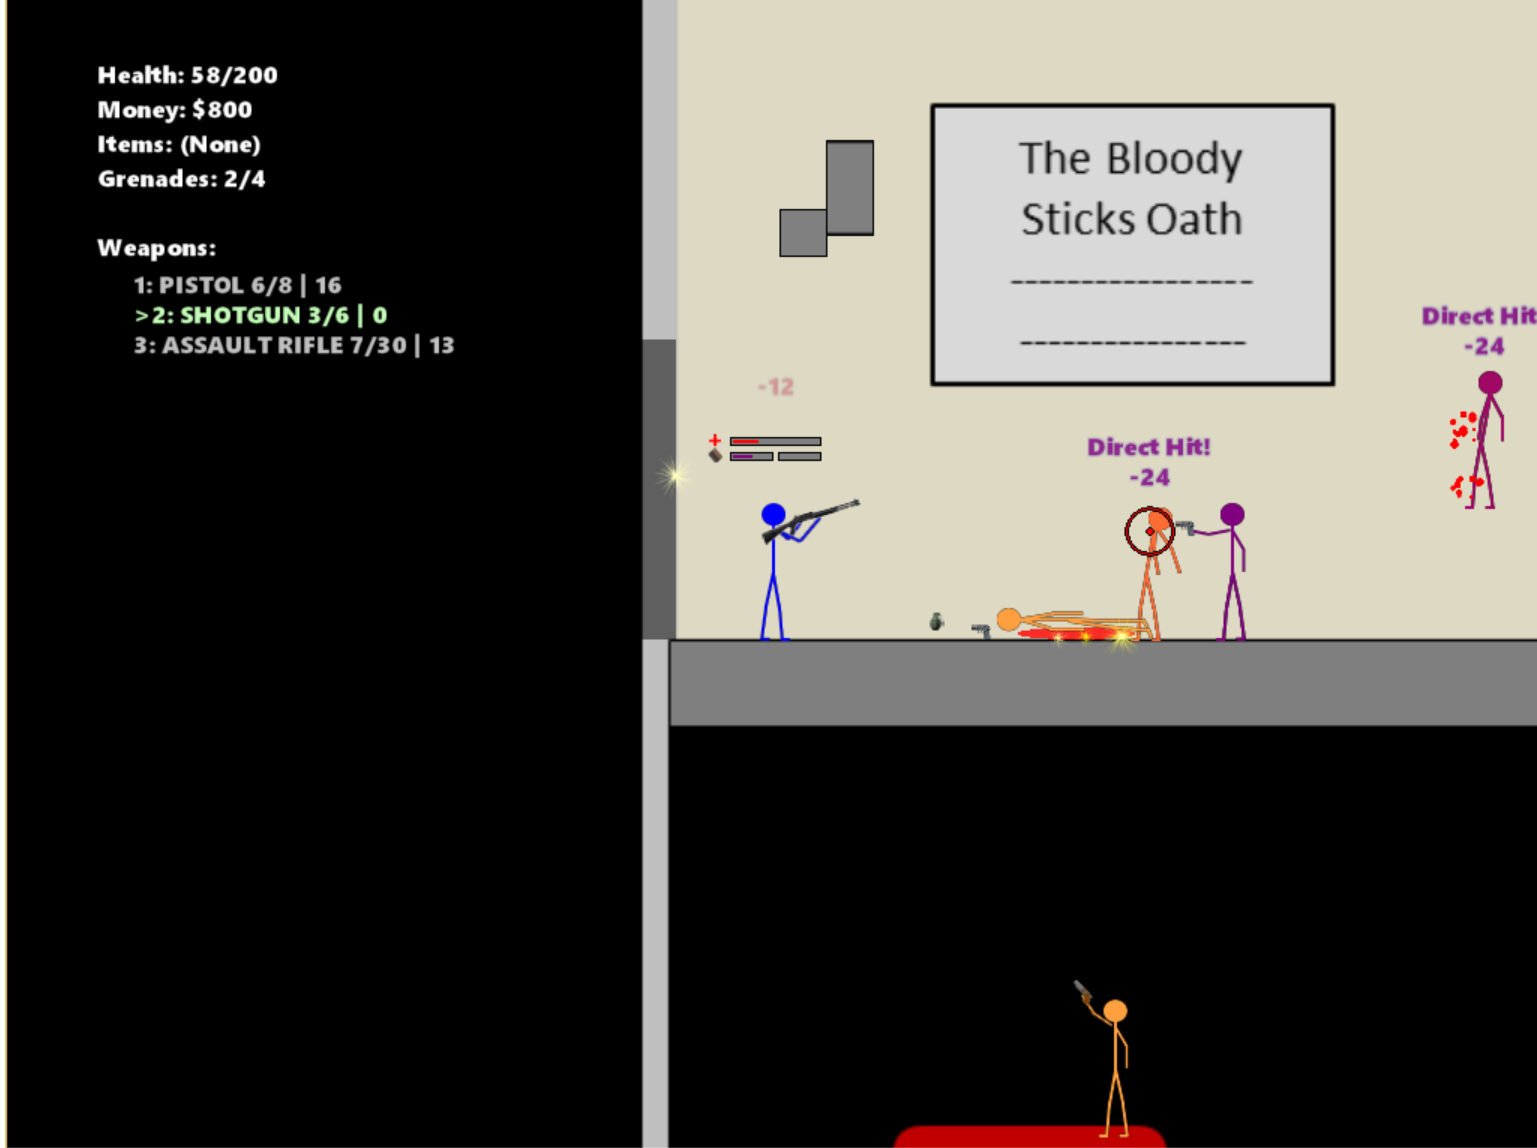 Health: 58/200
Money: $800
Items: (None)
Grenades: 2/4
Weapons:
1: PISTOL 6/8 | 16
>2: SHOTGUN 3/6 | 0
3: ASSAULT RIFLE 7/30 | 13
The Bloody
Sticks Oath
-----------------
----------------
Direct Hit
-24
-12
Direct Hit!
-24